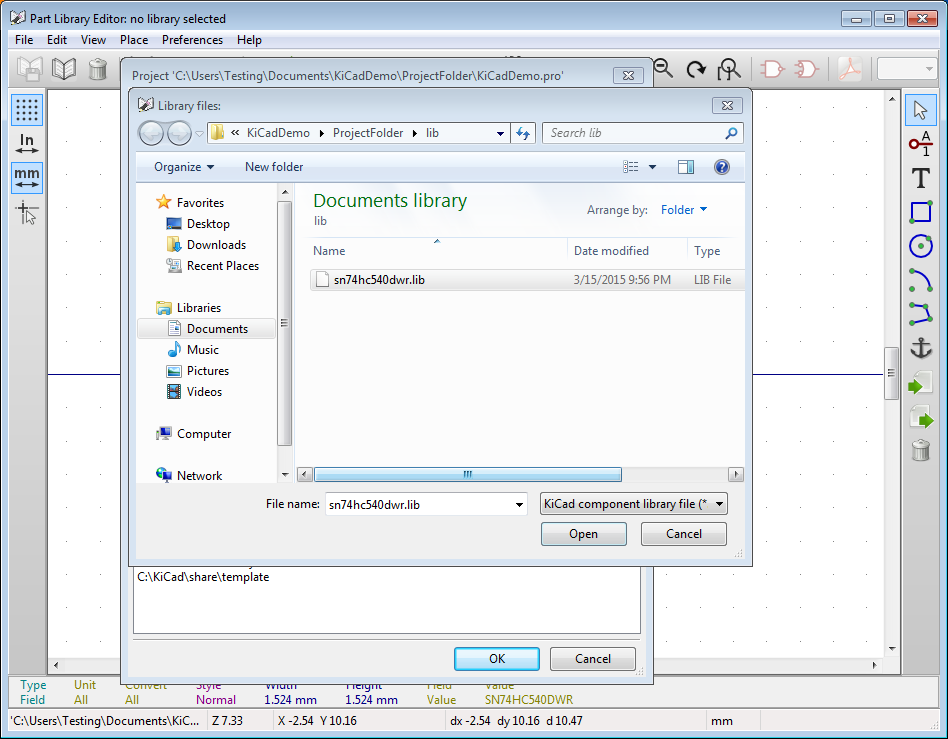 Part Library Editor: no library selected
File Edit View Place Preferences Help
Project 'C:\Users\Testing\Documents\KiCadDemo\ProjectFolder\KiCadDemo.pro'
Library files:
« KiCadDemo ProjectFolder lib Search lib
Organize New folder
In
mm
A
1
T
Favorites
Desktop
Downloads
Recent Places
Libraries
Documents
Music
Pictures
Videos
Computer
Network
Documents library
lib
Arrange by: Folder
Name Date modified Type
sn74hc540dwr.lib 3/15/2015 9:56 PM LIB File
File name: sn74hc540dwr.lib KiCad component library file (*
Open Cancel
C:\KiCad\share\template
OK Cancel
Type Unit Convert Style Width Height Field Value
Field All All Normal 1.524 mm 1.524 mm Value SN74HC540DWR
'C:\Users\Testing\Documents\KiC... Z 7.33 X -2.54 Y 10.16 dx -2.54 dy 10.16 d 10.47 mm